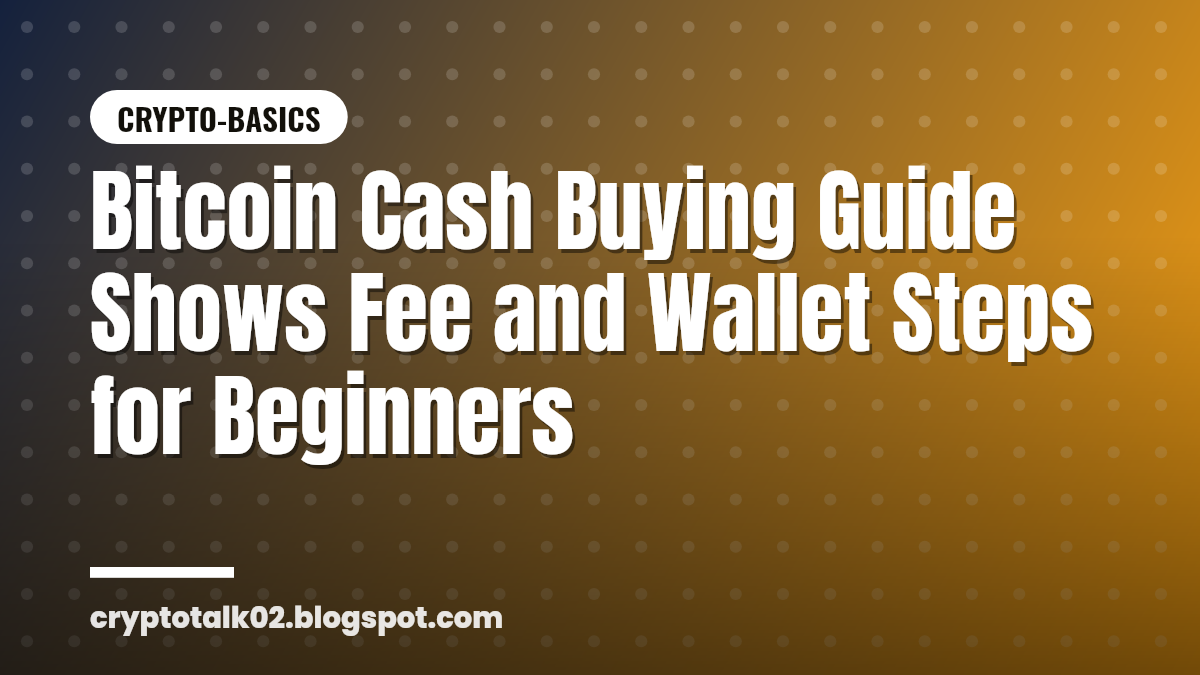 CRYPTO-BASICS
Bitcoin Cash Buying Guide
Shows Fee and Wallet Steps
for Beginners
cryptotalk02.blogspot.com